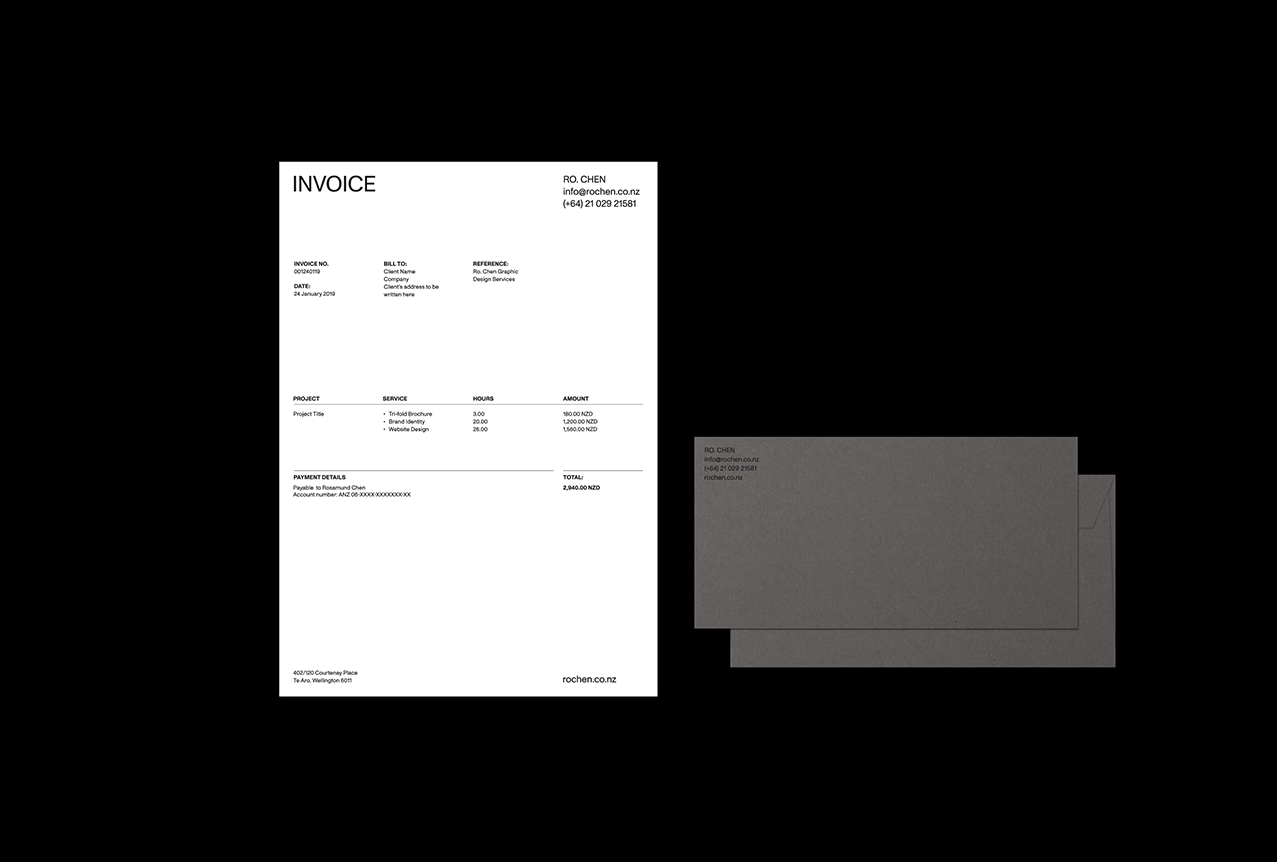 INVOICE
RO. CHEN
info@rochen.co.nz
(+64) 21 029 21581
INVOICE NO.
001240119
DATE:
24 January 2019
BILL TO:
Client Name
Company
Client's address to be
written here
REFERENCE:
Ro. Chen Graphic
Design Services
PROJECT SERVICE HOURS AMOUNT
Project Title • Tri-fold Brochure 3.00 180.00 NZD
• Brand Identity 20.00 1,200.00 NZD
• Website Design 26.00 1,560.00 NZD
PAYMENT DETAILS TOTAL:
Payable to Rosamund Chen 2,940.00 NZD
Account number: ANZ 06-XXXX-XXXXXXX-XX
402/120 Courtenay Place
Te Aro, Wellington 6011
rochen.co.nz
RO. CHEN
info@rochen.co.nz
(+64) 21 029 21581
rochen.co.nz